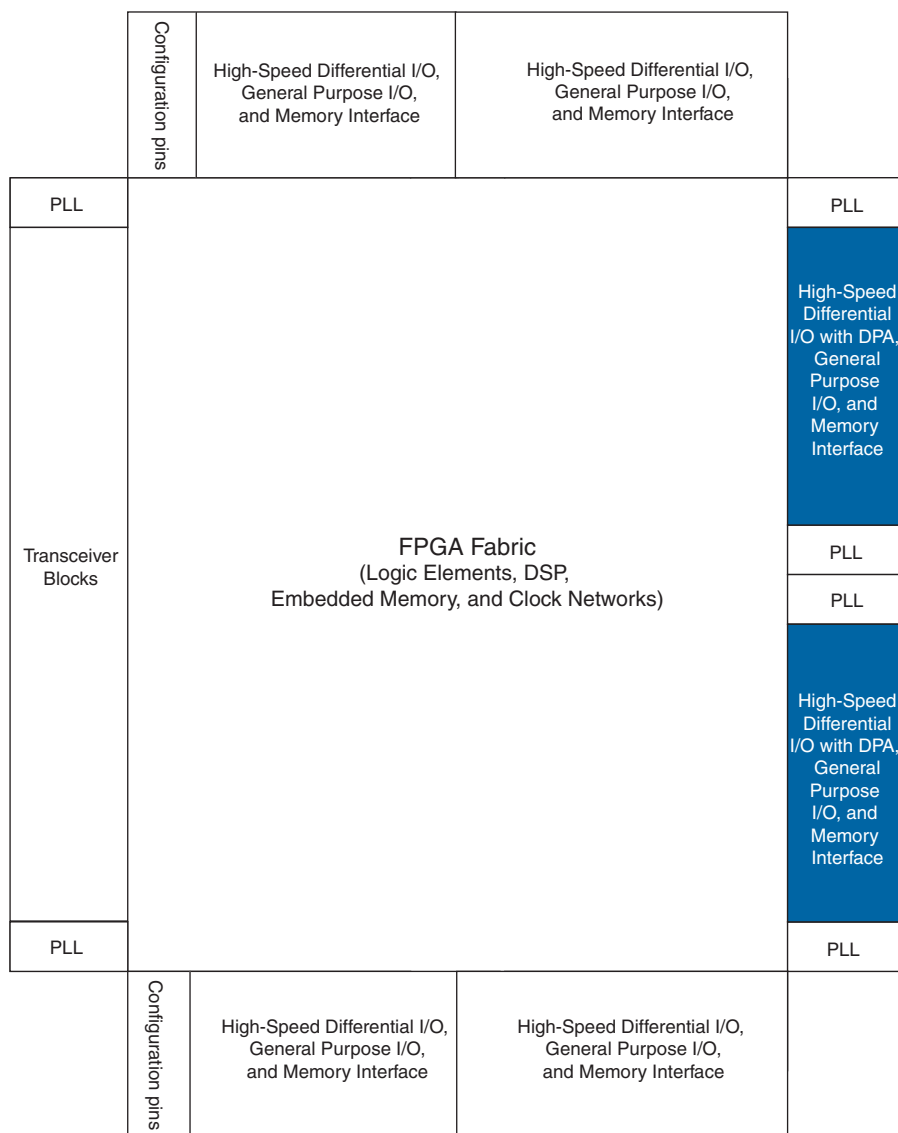 Configuration pins
High-Speed Differential I/O,
General Purpose I/O,
and Memory Interface
High-Speed Differential I/O,
General Purpose I/O,
and Memory Interface
PLL
PLL
High-Speed
Differential
I/O with DPA,
General
Purpose
I/O, and
Memory
Interface
Transceiver
Blocks
FPGA Fabric
(Logic Elements, DSP,
Embedded Memory, and Clock Networks)
PLL
PLL
High-Speed
Differential
I/O with DPA,
General
Purpose
I/O, and
Memory
Interface
PLL
PLL
Configuration pins
High-Speed Differential I/O,
General Purpose I/O,
and Memory Interface
High-Speed Differential I/O,
General Purpose I/O,
and Memory Interface